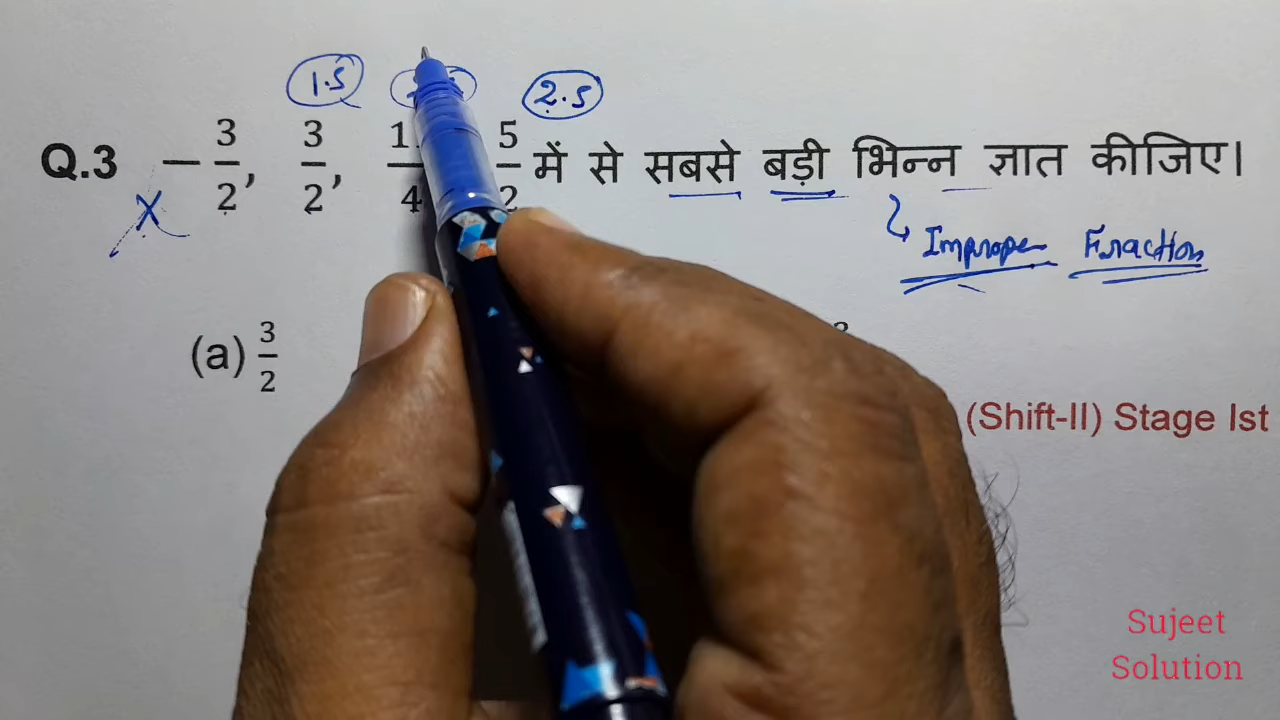 1.5 2.5
Q.3 − 3/2, 3/2, 5/2 में से सबसे बड़ी भिन्न ज्ञात कीजिए।
X
Improper Fraction
(a) 3/2
(Shift-II) Stage Ist
Sujeet
Solution